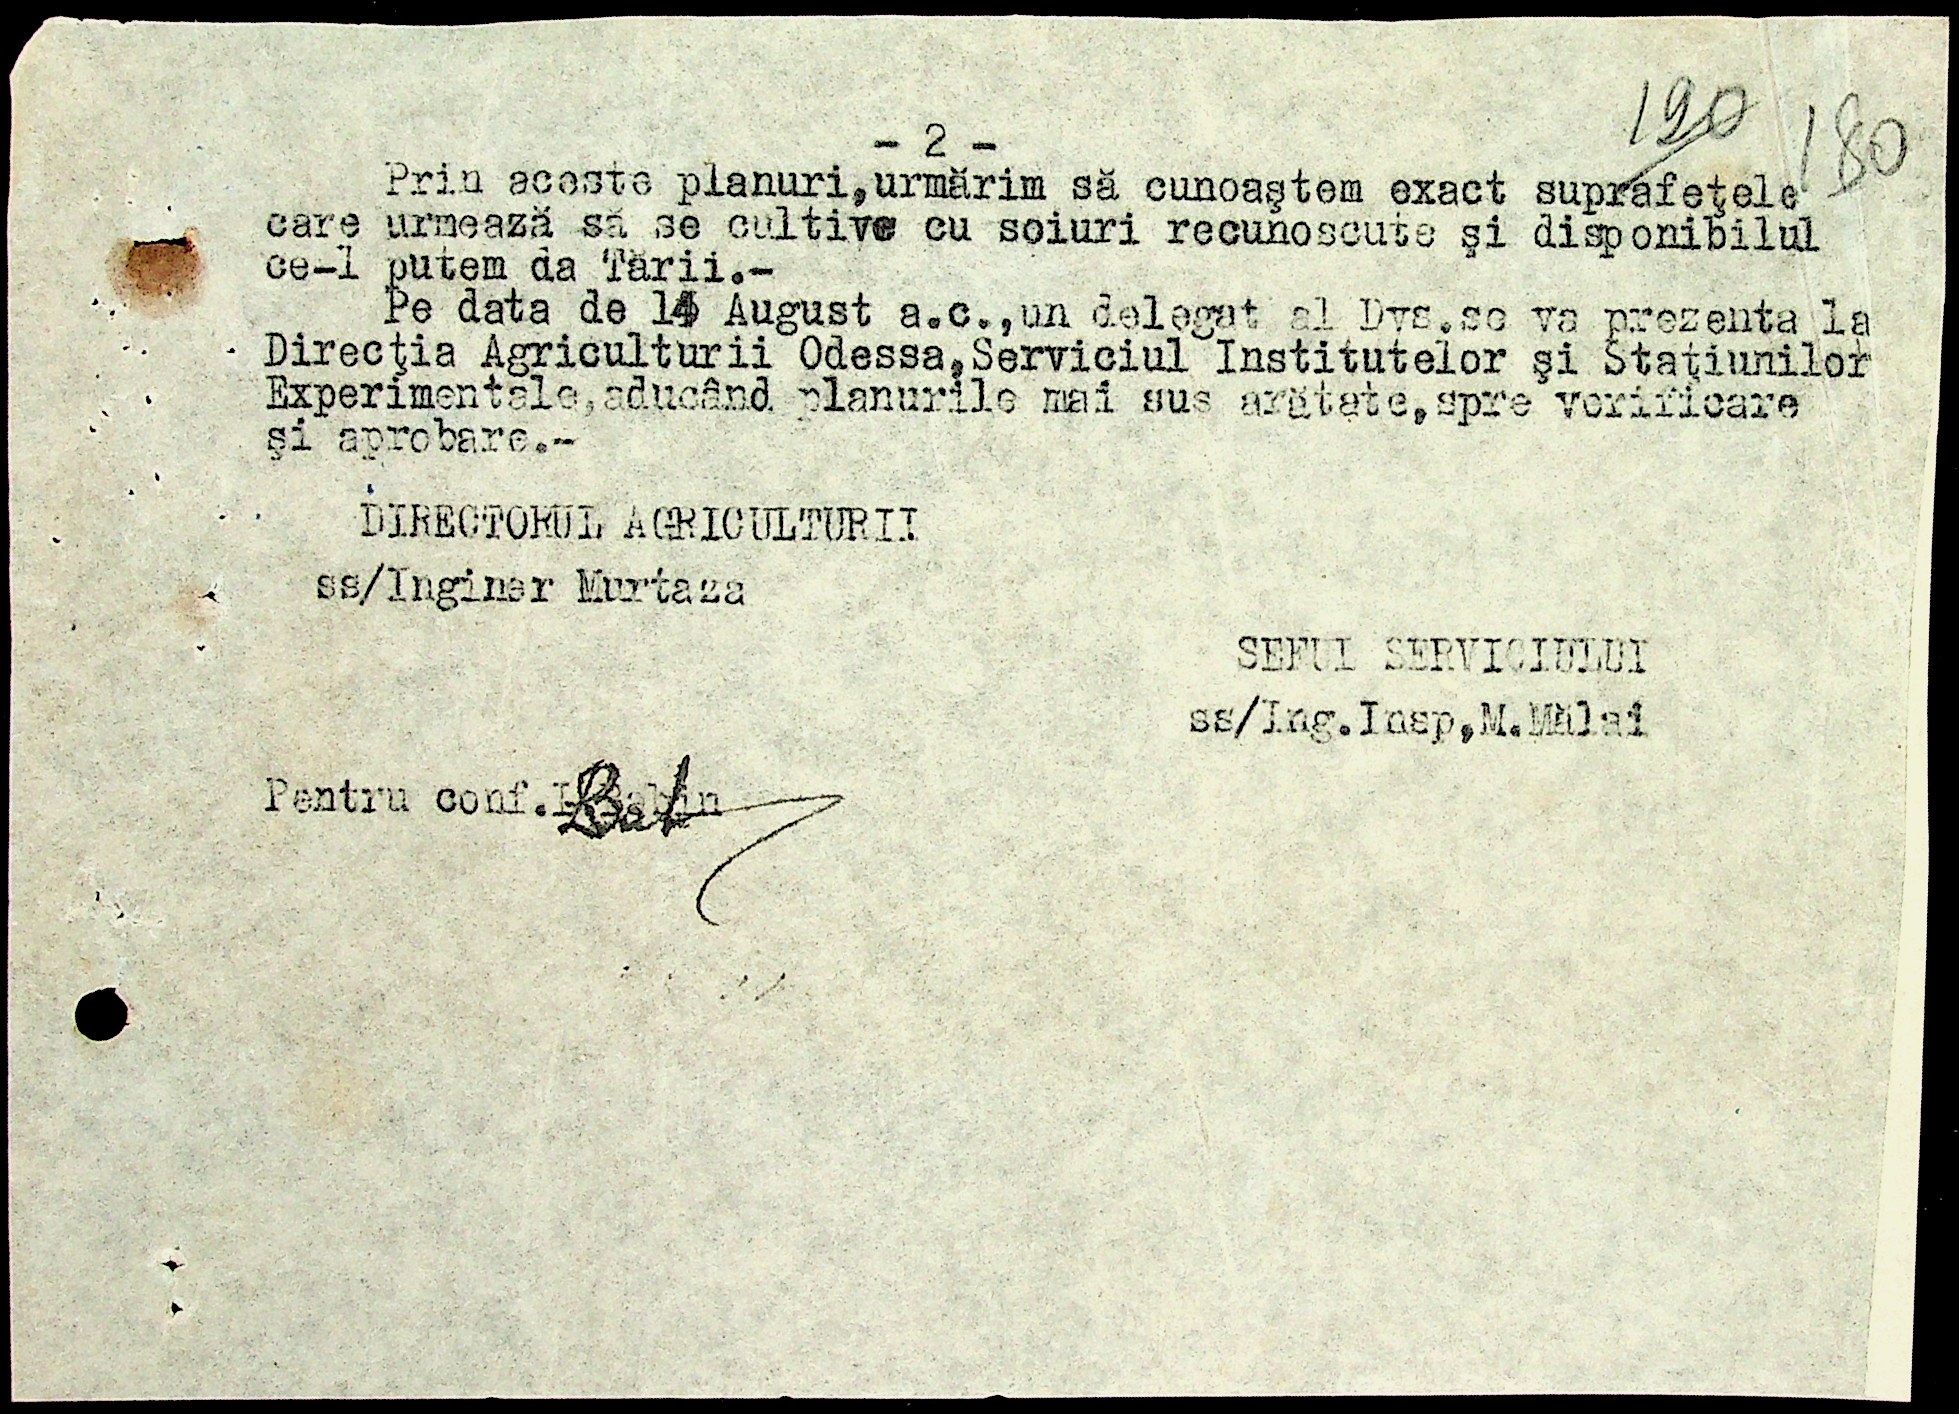 190 180
- 2 -
Prin aceste planuri,urmărim să cunoaştem exact suprafeţele
care urmează să se cultive cu soiuri recunoscute şi disponibilul
ce-l putem da Tării.-
Pe data de 14 August a.c.,un delegat al Dvs.se va prezenta la
Direcţia Agriculturii Odessa,Serviciul Institutelor şi Staţiunilor
Experimentale,aducând planurile mai sus arătate,spre verificare
şi aprobare.-
DIRECTORUL AGRICULTURII
ss/Inginer Murtaza
SEFUL SERVICIULUI
ss/Ing.Insp,M.Mălai
Pentru conf.